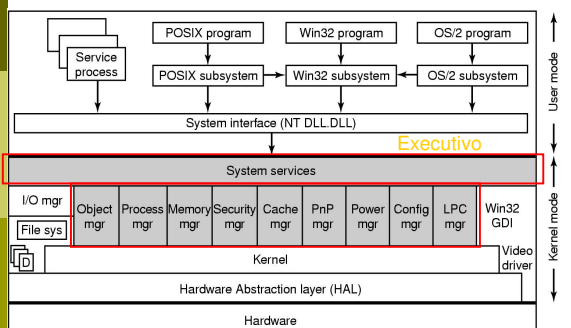 POSIX program
Win32 program
OS/2 program
Service
process
POSIX subsystem
Win32 subsystem
OS/2 subsystem
User mode
System interface (NT DLL.DLL)
Executivo
System services
I/O mgr
File sys
D
Object
mgr
Process
mgr
Memory
mgr
Security
mgr
Cache
mgr
PnP
mgr
Power
mgr
Config
mgr
LPC
mgr
Win32
GDI
Kernel mode
Kernel
Video
driver
Hardware Abstraction layer (HAL)
Hardware